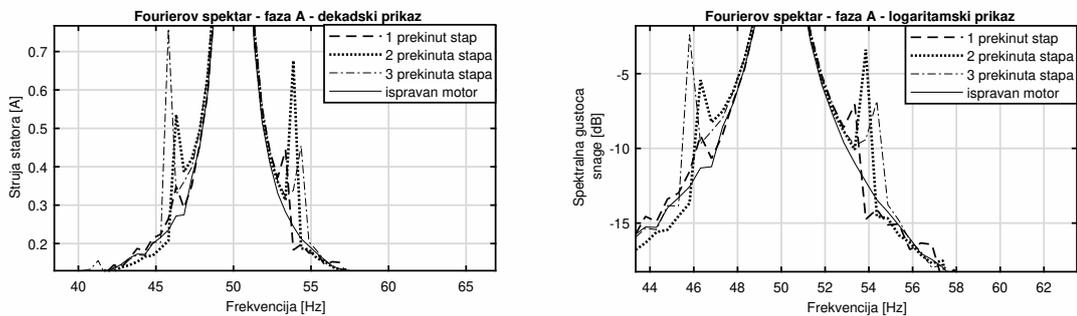 Fourierov spektar - faza A - dekadski prikaz
0.7
0.6
0.5
0.4
0.3
0.2
Struja statora [A]
40 45 50 55 60 65
Frekvencija [Hz]
1 prekinut stap
2 prekinuta stapa
3 prekinuta stapa
ispravan motor
Fourierov spektar - faza A - logaritamski prikaz
-5
-10
-15
Spektralna gustoca
snage [dB]
44 46 48 50 52 54 56 58 60 62
Frekvencija [Hz]
1 prekinut stap
2 prekinuta stapa
3 prekinuta stapa
ispravan motor